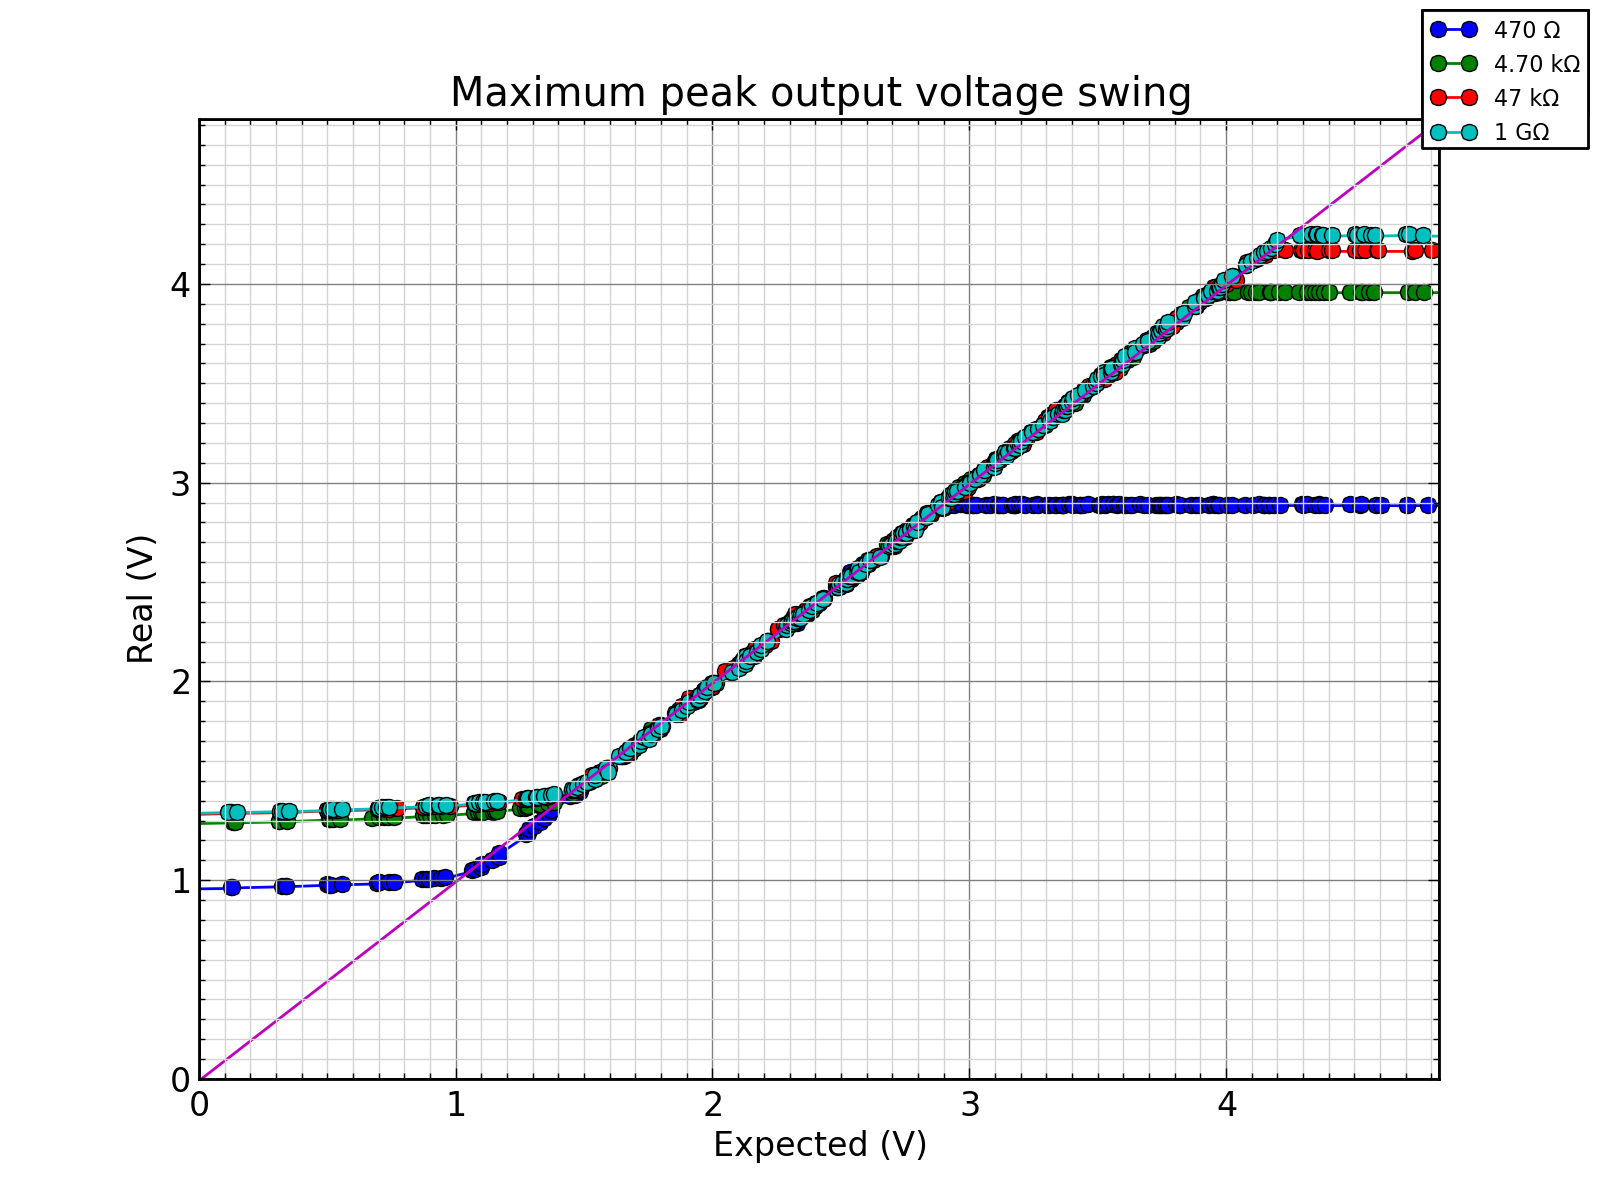 470 Ω
4.70 kΩ
47 kΩ
1 GΩ
Maximum peak output voltage swing
4
3
2
1
0
Real (V)
0 1 2 3 4
Expected (V)